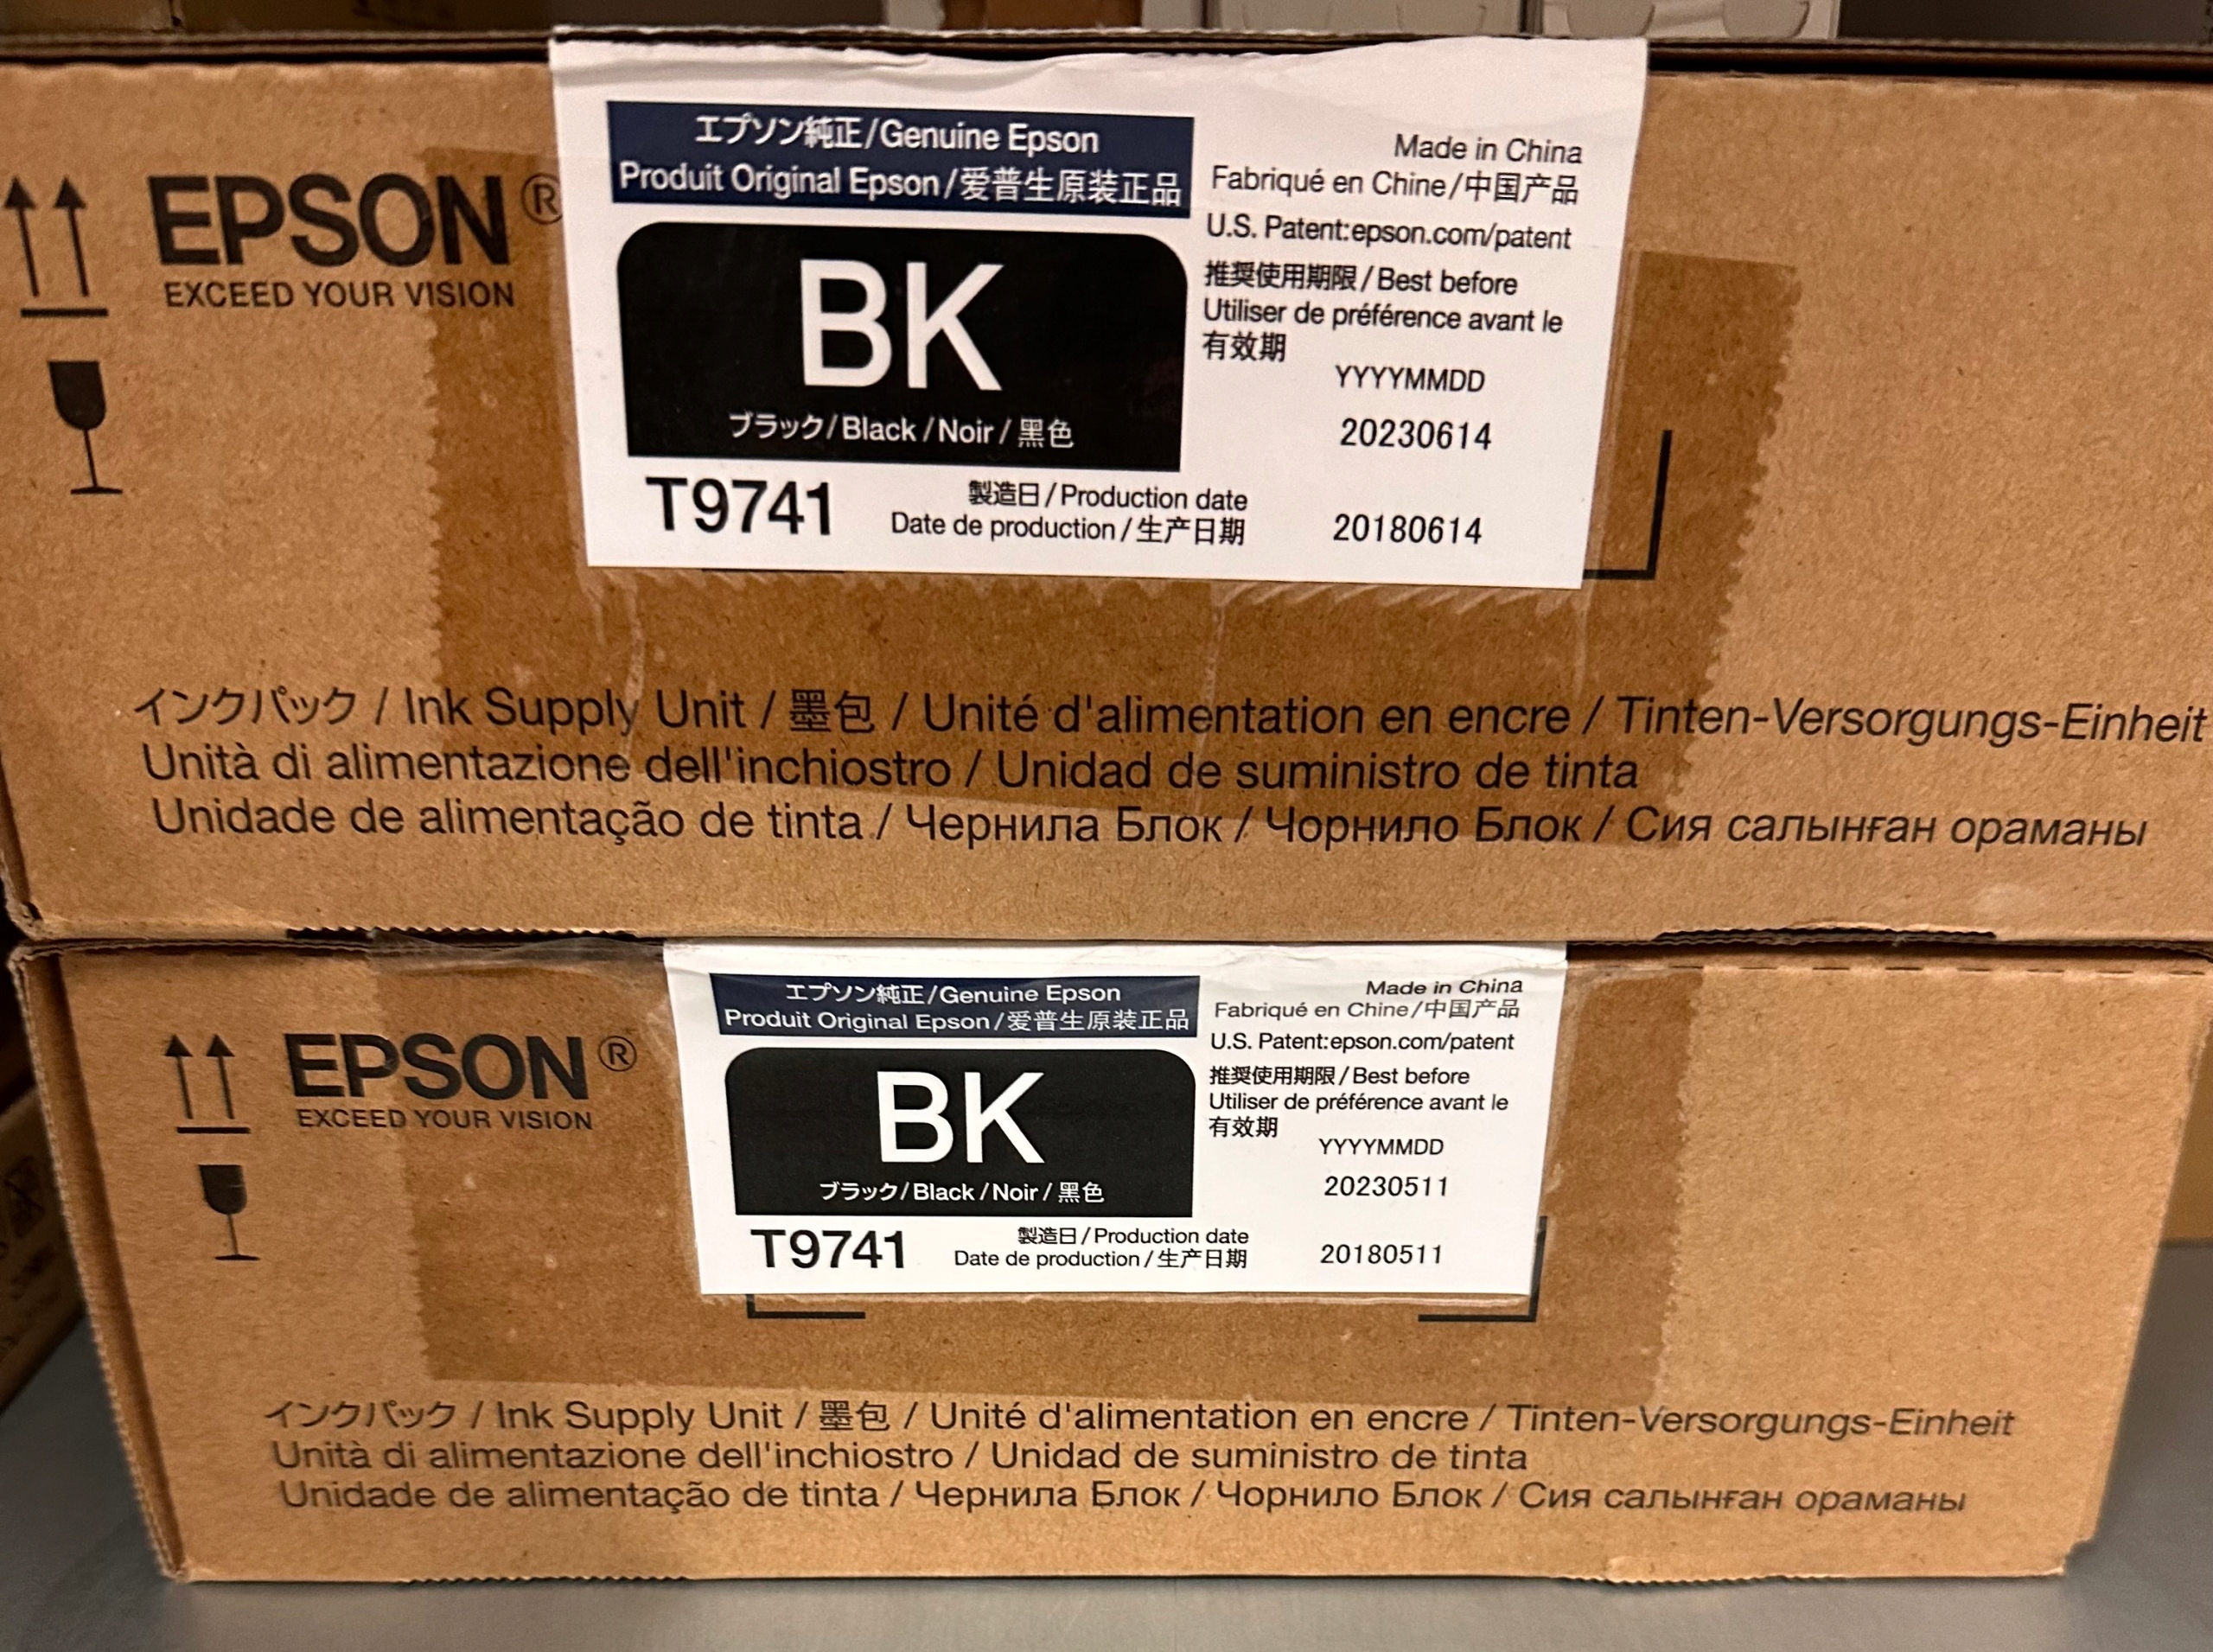 EPSON®
EXCEED YOUR VISION
エプソン純正/Genuine Epson
Produit Original Epson/爱普生原装正品
BK
ブラック/Black/Noir/黑色
T9741
製造日/Production date
Date de production/生产日期
20180614
Made in China
Fabriqué en Chine/中国产品
U.S. Patent:epson.com/patent
推奨使用期限/Best before
Utiliser de préférence avant le
有效期
YYYYMMDD
20230614
インクパック / Ink Supply Unit / 墨包 / Unité d'alimentation en encre / Tinten-Versorgungs-Einheit
Unità di alimentazione dell'inchiostro / Unidad de suministro de tinta
Unidade de alimentação de tinta / Чернила Блок / Чорнило Блок / Сия салынған ораманы
EPSON®
EXCEED YOUR VISION
エプソン純正/Genuine Epson
Produit Original Epson/爱普生原装正品
BK
ブラック/Black/Noir/黑色
T9741
製造日/Production date
Date de production/生产日期
20180511
Made in China
Fabriqué en Chine/中国产品
U.S. Patent:epson.com/patent
推奨使用期限/Best before
Utiliser de préférence avant le
有效期
YYYYMMDD
20230511
インクパック / Ink Supply Unit / 墨包 / Unité d'alimentation en encre / Tinten-Versorgungs-Einheit
Unità di alimentazione dell'inchiostro / Unidad de suministro de tinta
Unidade de alimentação de tinta / Чернила Блок / Чорнило Блок / Сия салынған ораманы